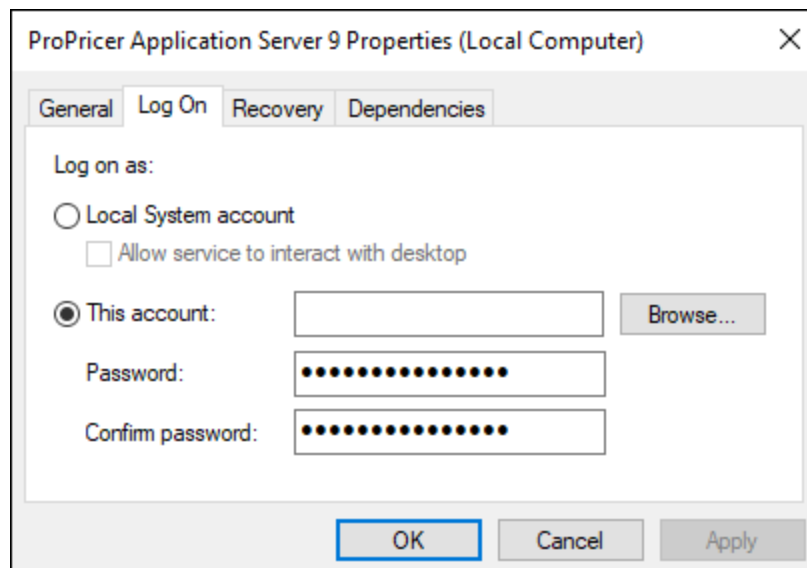 ProPricer Application Server 9 Properties (Local Computer)
General Log On Recovery Dependencies
Log on as:
Local System account
Allow service to interact with desktop
This account: Browse...
Password: •••••••••••••••
Confirm password: •••••••••••••••
OK Cancel Apply